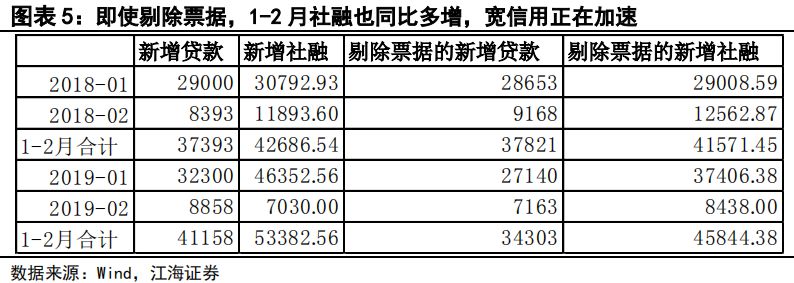 图表 5：即使剔除票据，1-2 月社融也同比多增，宽信用正在加速
新增贷款 新增社融 剔除票据的新增贷款 剔除票据的新增社融
2018-01 29000 30792.93 28653 29008.59
2018-02 8393 11893.60 9168 12562.87
1-2月合计 37393 42686.54 37821 41571.45
2019-01 32300 46352.56 27140 37406.38
2019-02 8858 7030.00 7163 8438.00
1-2月合计 41158 53382.56 34303 45844.38
数据来源：Wind，江海证券